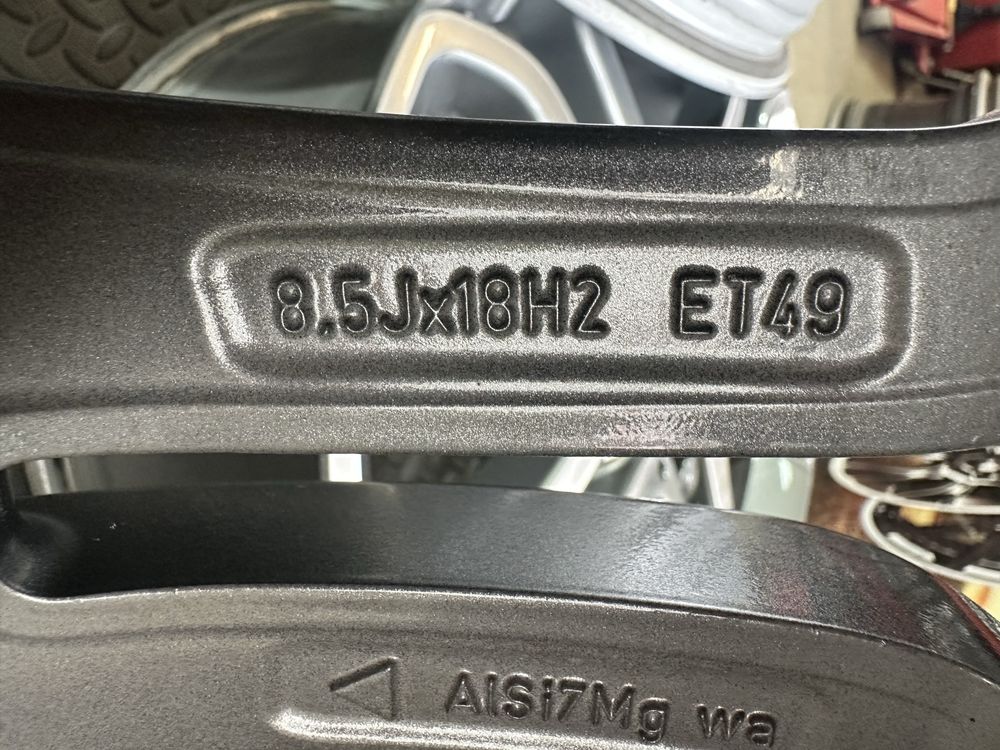 8.5Jx18H2 ET49
AlSi7Mg wa